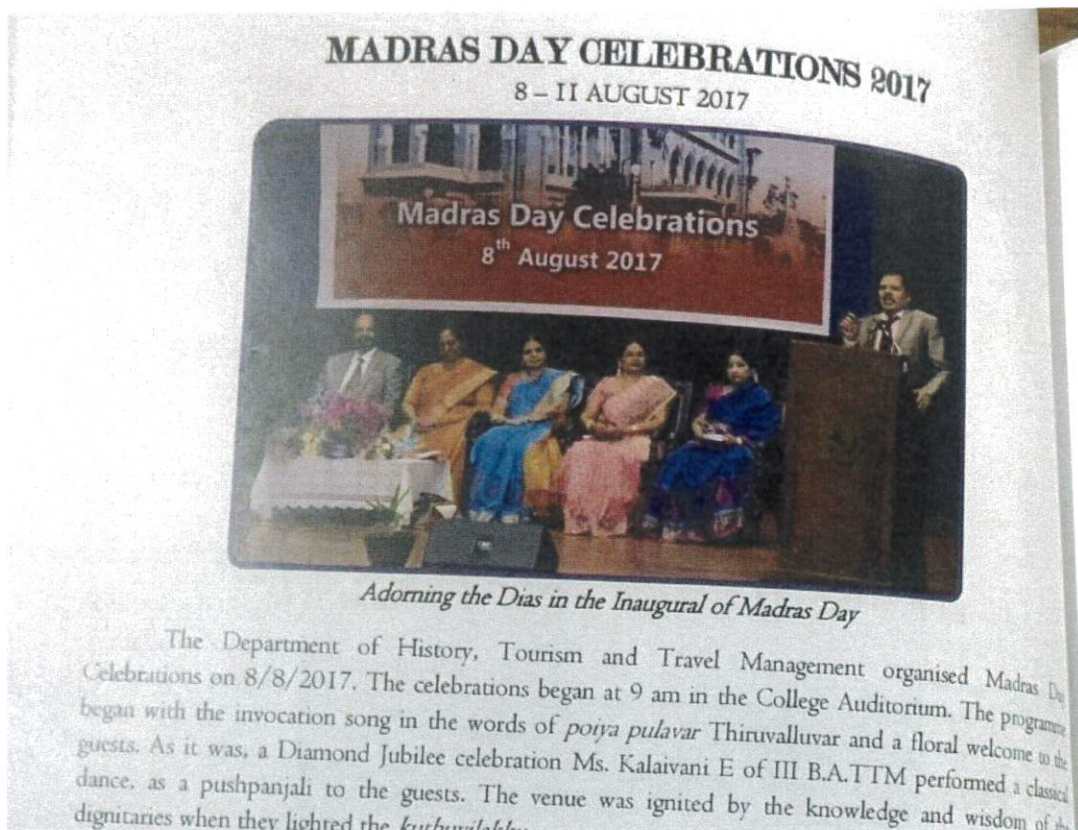 MADRAS DAY CELEBRATIONS 2017
8 – 11 AUGUST 2017
Madras Day Celebrations
8th August 2017
Adorning the Dias in the Inaugural of Madras Day
The Department of History, Tourism and Travel Management organised Madras Day
Celebrations on 8/8/2017. The celebrations began at 9 am in the College Auditorium. The programme
began with the invocation song in the words of poiya pulavar Thiruvalluvar and a floral welcome to the
guests. As it was, a Diamond Jubilee celebration Ms. Kalaivani E of III B.A.TTM performed a classical
dance, as a pushpanjali to the guests. The venue was ignited by the knowledge and wisdom of the
dignitaries when they lighted the